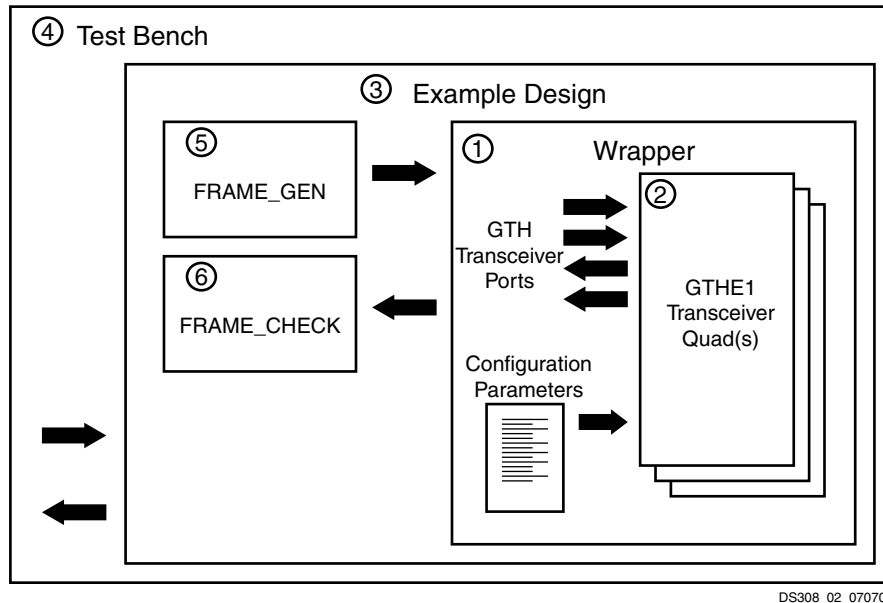 ④ Test Bench
③ Example Design
⑤
FRAME_GEN
⑥
FRAME_CHECK
① Wrapper
GTH
Transceiver
Ports
Configuration
Parameters
②
GTHE1
Transceiver
Quad(s)
DS308_02_07070